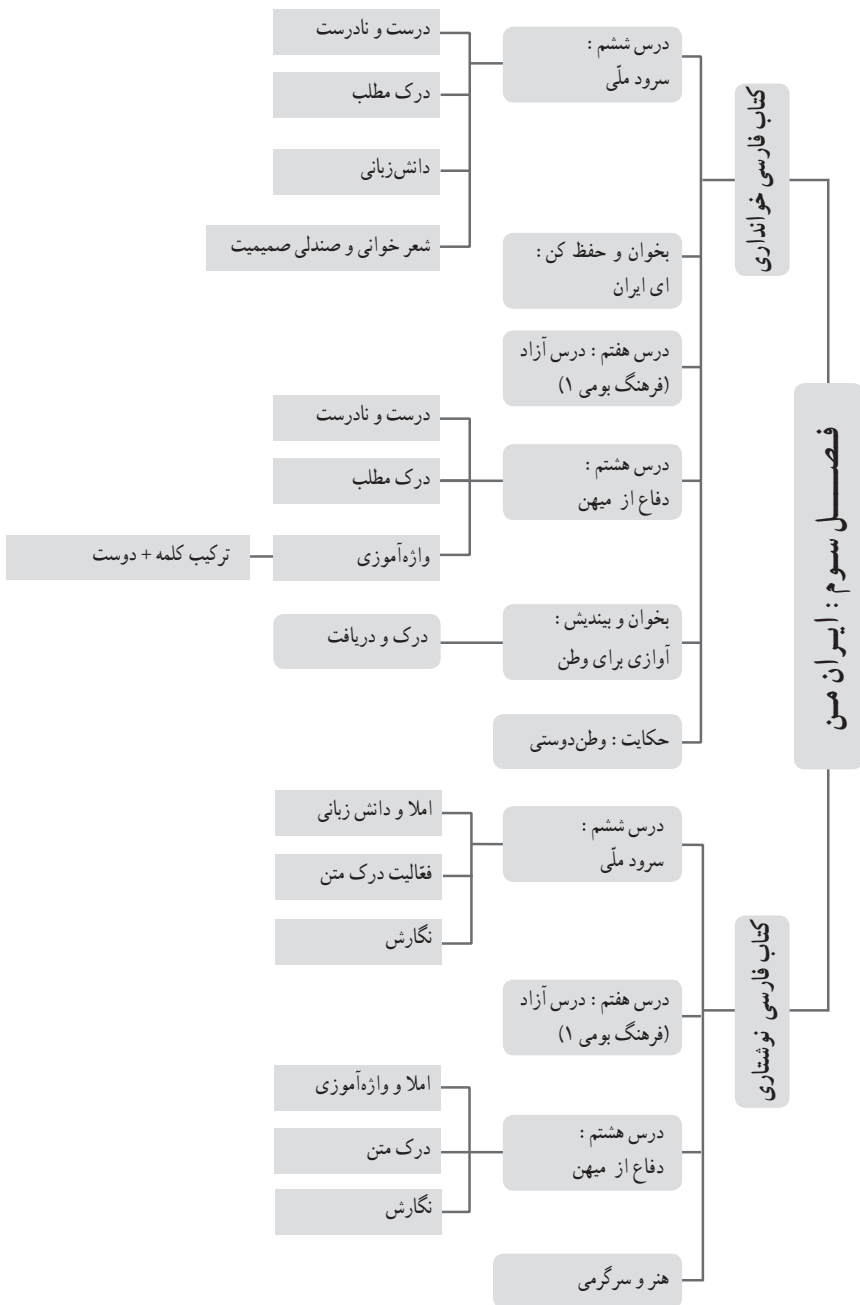 فصل سوم : ایران من
کتاب فارسی خوانداری
درس ششم :
سرود ملّی
درست و نادرست
درک مطلب
دانش‌زبانی
شعر خوانی و صندلی صمیمیت
بخوان و حفظ کن :
ای ایران
درس هفتم : درس آزاد
(فرهنگ بومی ۱)
درس هشتم :
دفاع از میهن
درست و نادرست
درک مطلب
واژه‌آموزی
ترکیب کلمه + دوست
بخوان و بیندیش :
آوازی برای وطن
درک و دریافت
حکایت : وطن‌دوستی
کتاب فارسی نوشتاری
درس ششم :
سرود ملّی
املا و دانش زبانی
فعّالیت درک متن
نگارش
درس هفتم : درس آزاد
(فرهنگ بومی ۱)
درس هشتم :
دفاع از میهن
املا و واژه‌آموزی
درک متن
نگارش
هنر و سرگرمی